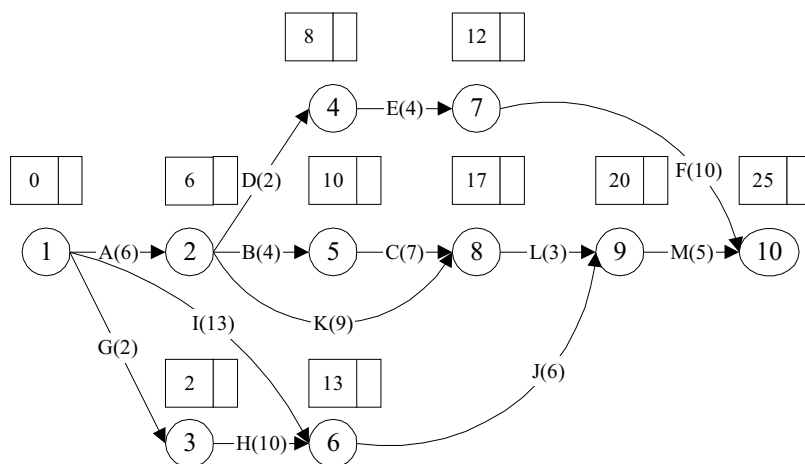 8 12
4 E(4) 7
0 6 D(2) 10 17 20 F(10) 25
1 A(6) 2 B(4) 5 C(7) 8 L(3) 9 M(5) 10
I(13) K(9)
G(2)
2 13 J(6)
3 H(10) 6